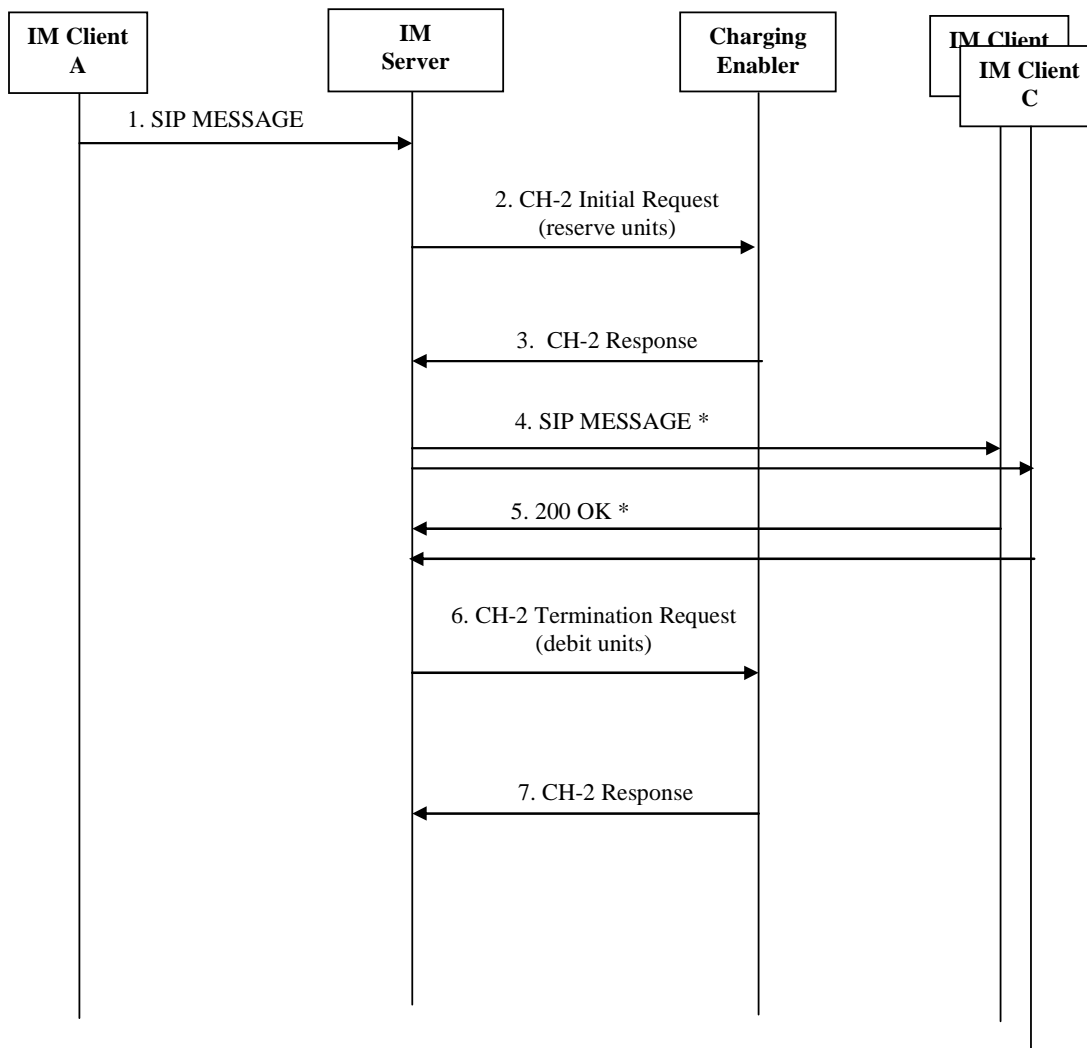 IM Client
A
IM
Server
Charging
Enabler
IM Client
IM Client
C
1. SIP MESSAGE
2. CH-2 Initial Request
(reserve units)
3. CH-2 Response
4. SIP MESSAGE *
5. 200 OK *
6. CH-2 Termination Request
(debit units)
7. CH-2 Response